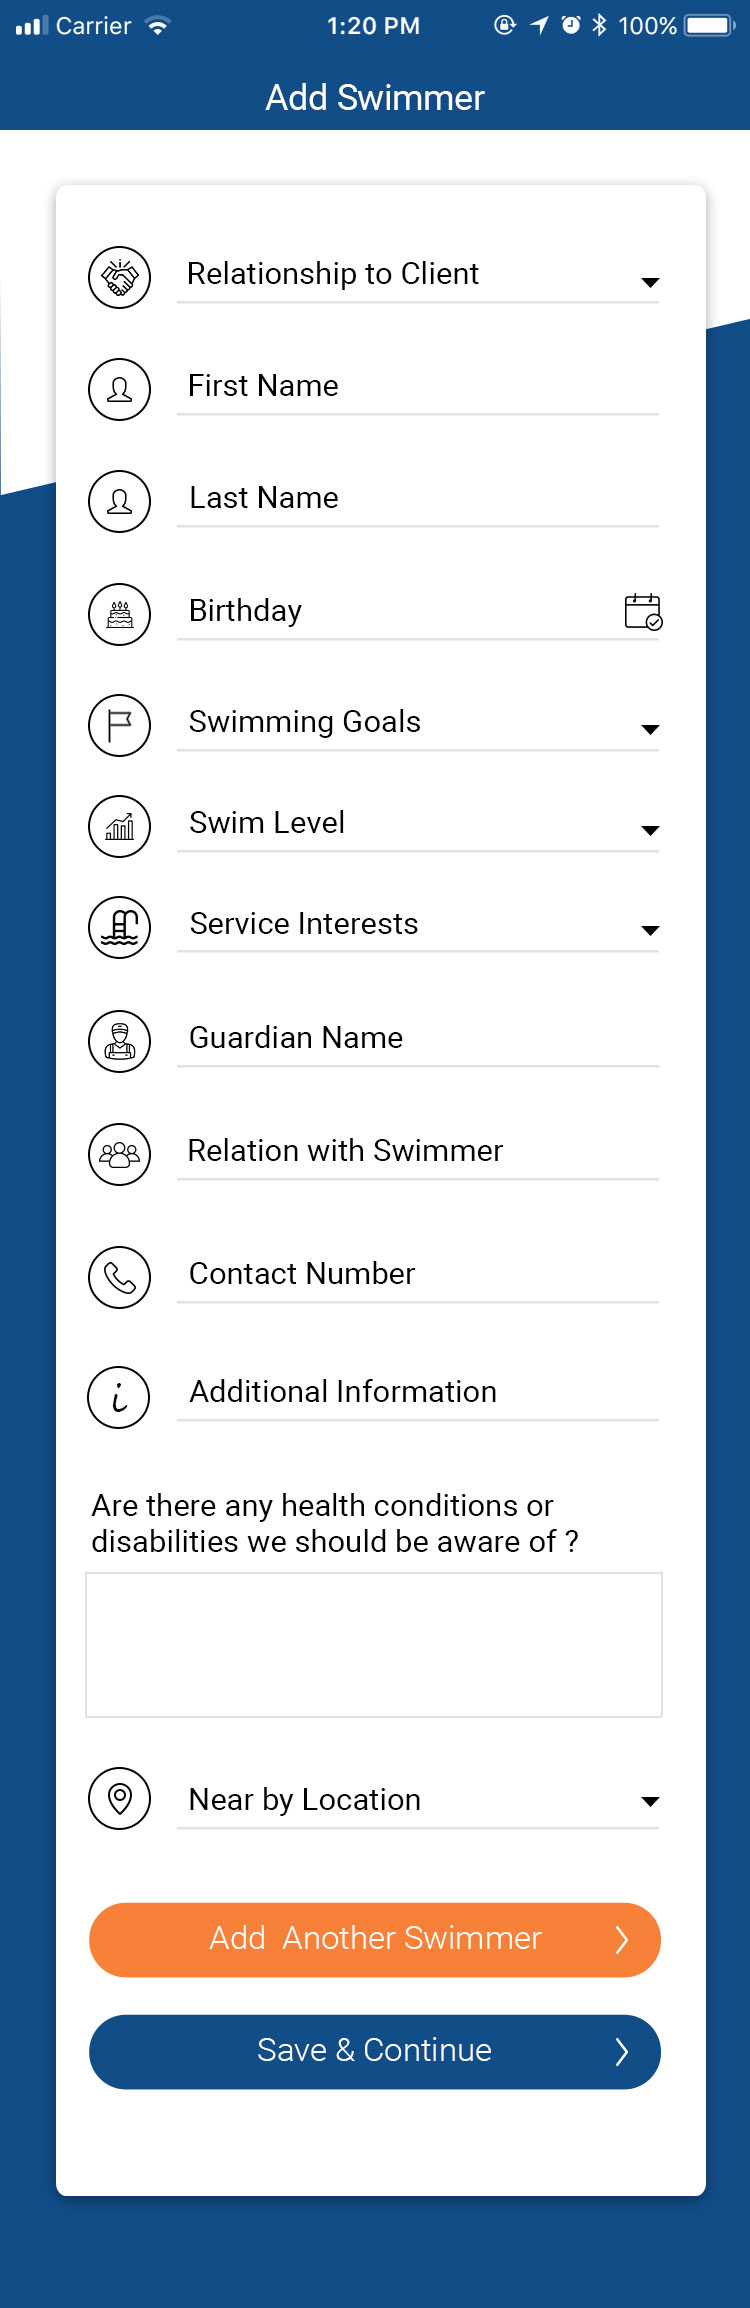 Carrier 1:20 PM 100%
Add Swimmer
Relationship to Client
First Name
Last Name
Birthday
Swimming Goals
Swim Level
Service Interests
Guardian Name
Relation with Swimmer
Contact Number
i Additional Information
Are there any health conditions or
disabilities we should be aware of ?
Near by Location
Add Another Swimmer
Save & Continue